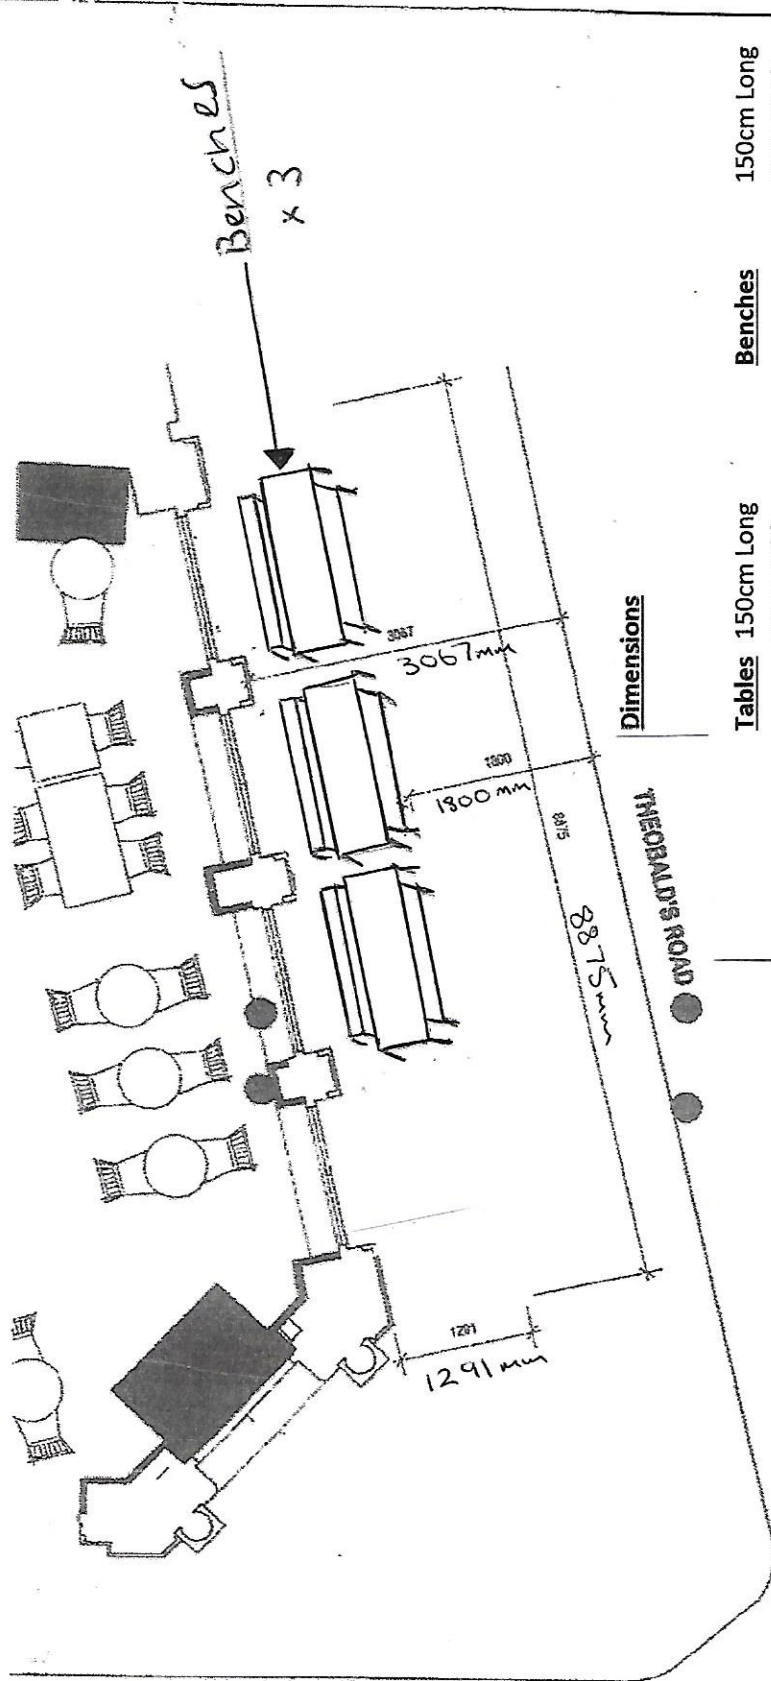 Benches
x 3
3067
3067mm
1800
1800mm
8875
8875mm
1291
1291mm
THEOBALD'S ROAD
Dimensions
Tables 150cm Long
Benches 150cm Long